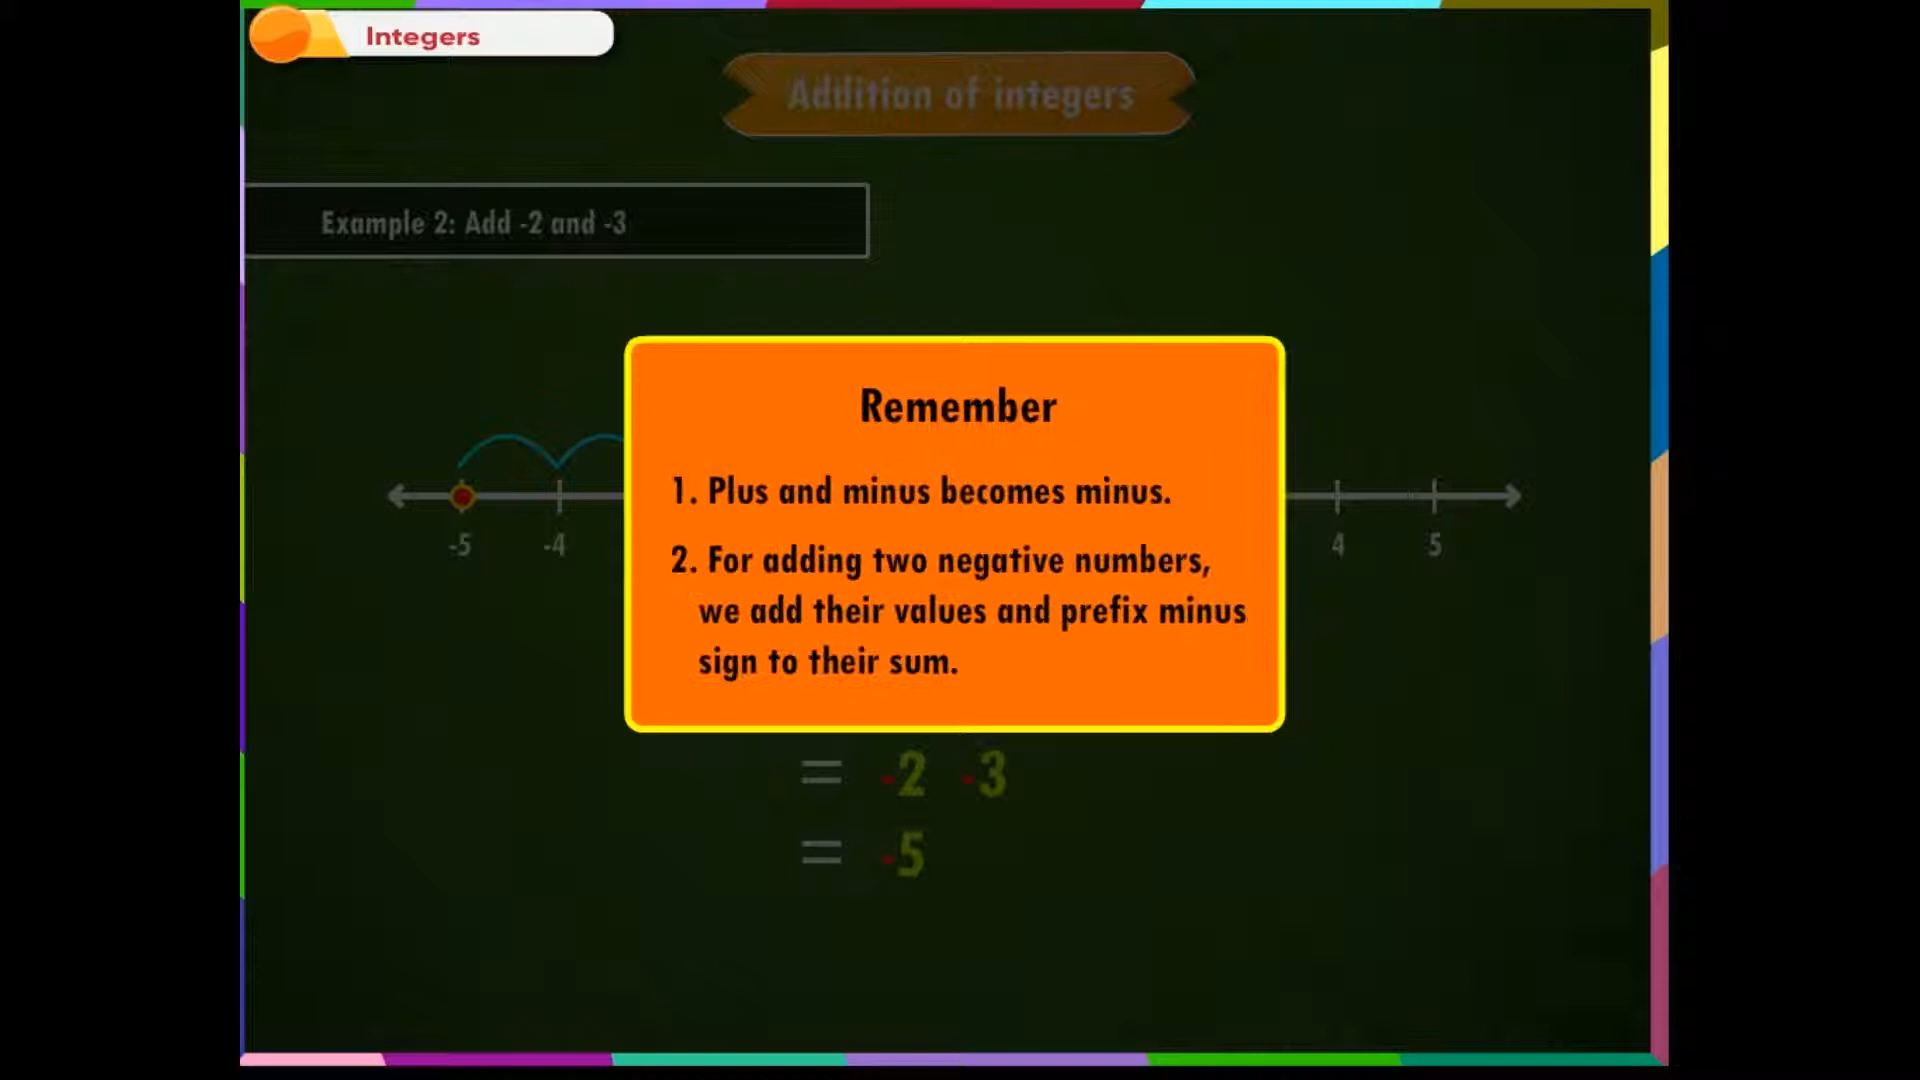 Integers
Addition of integers
Example 2: Add -2 and -3
Remember
1. Plus and minus becomes minus.
2. For adding two negative numbers,
we add their values and prefix minus
sign to their sum.
-5 -4 4 5
= -2 -3
= -5